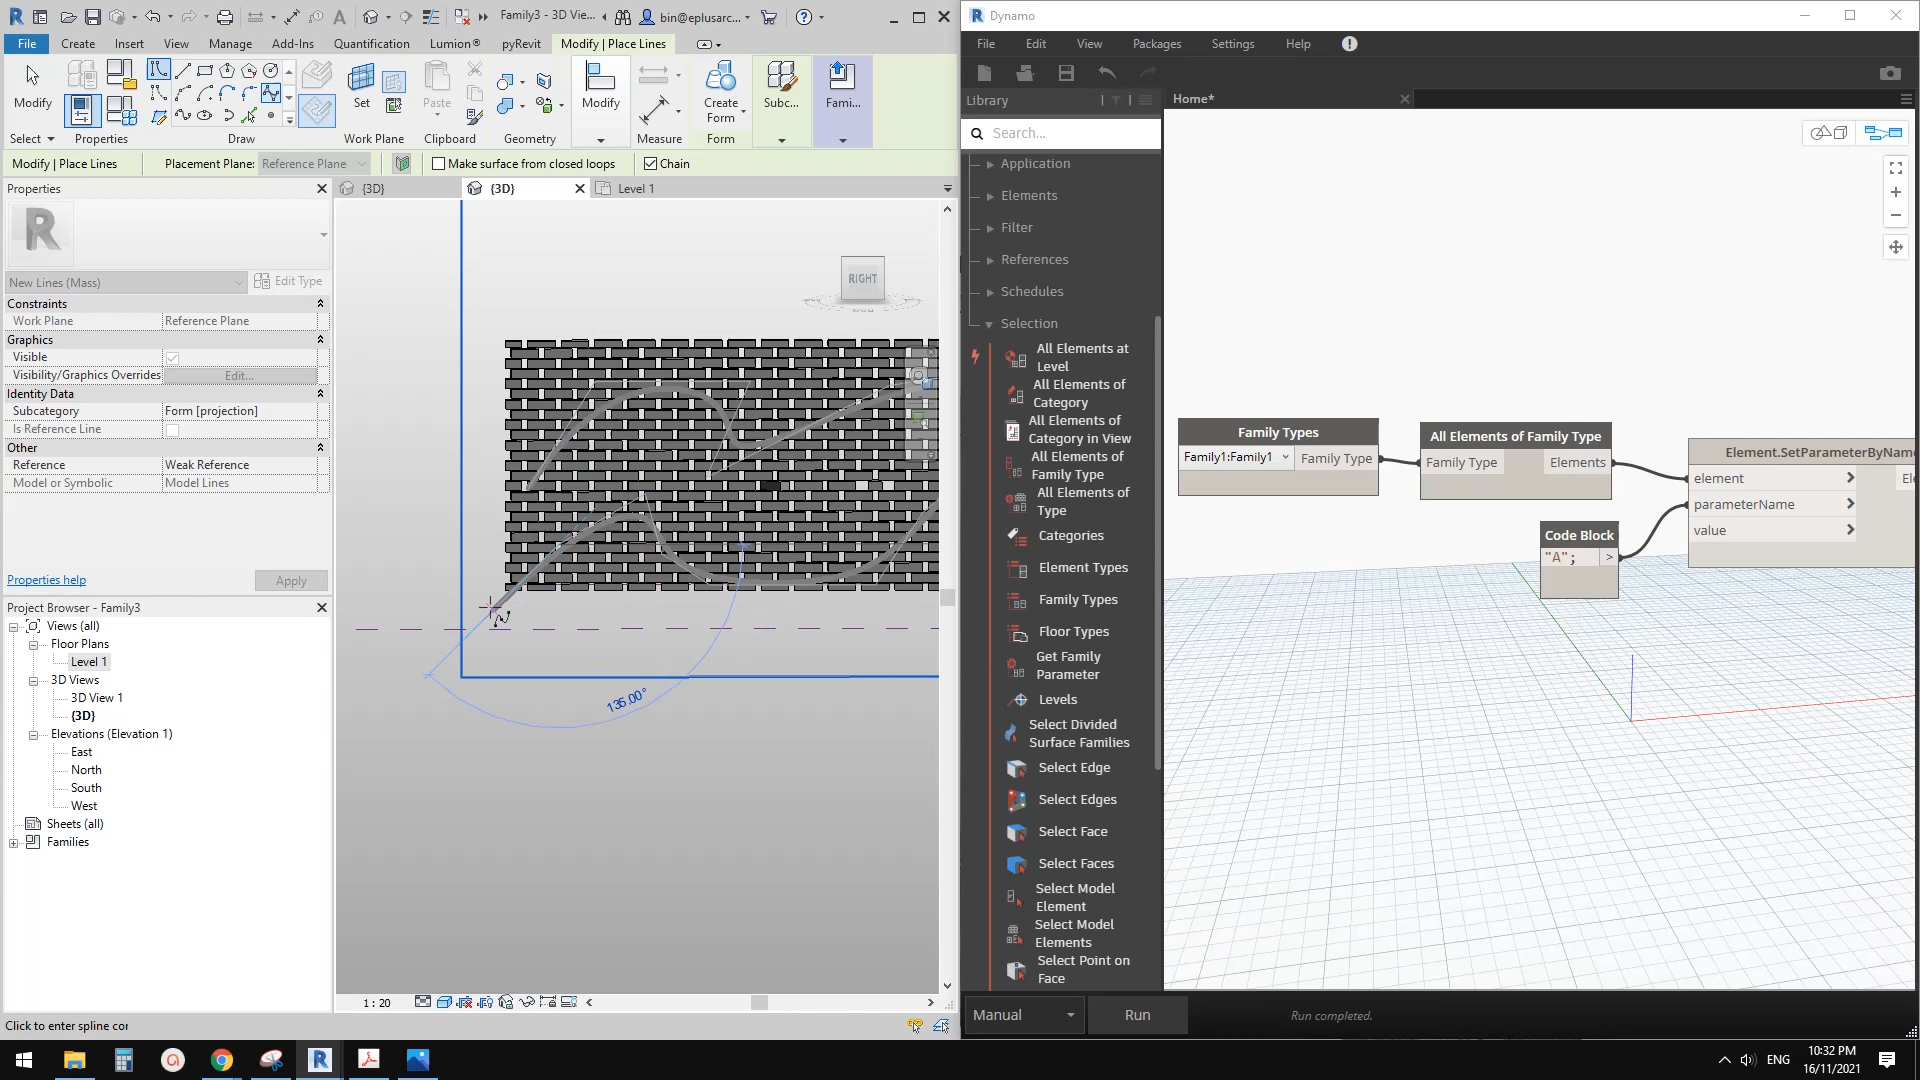 Family3 - 3D Vie...
bin@eplusarc...
Dynamo
File
Create
Insert
View
Manage
Add-Ins
Quantification
Lumion®
pyRevit
Modify | Place Lines
File
Edit
View
Packages
Settings
Help
Modify
Set
Paste
Modify
Create
Form
Subc...
Fami...
Select
Properties
Draw
Work Plane
Clipboard
Geometry
Measure
Form
Library
Home*
Search...
Modify | Place Lines
Placement Plane:
Reference Plane
Make surface from closed loops
Chain
Properties
{3D}
{3D}
Level 1
New Lines (Mass)
Edit Type
Constraints
Work Plane
Reference Plane
Graphics
Visible
Visibility/Graphics Overrides
Edit...
Identity Data
Subcategory
Form [projection]
Is Reference Line
Other
Reference
Weak Reference
Model or Symbolic
Model Lines
Properties help
Apply
Project Browser - Family3
Views (all)
Floor Plans
Level 1
3D Views
3D View 1
{3D}
Elevations (Elevation 1)
East
North
South
West
Sheets (all)
Families
RIGHT
135.00°
1 : 20
Click to enter spline cor
Application
Elements
Filter
References
Schedules
Selection
All Elements at
Level
All Elements of
Category
All Elements of
Category in View
All Elements of
Family Type
All Elements of
Type
Categories
Element Types
Family Types
Floor Types
Get Family
Parameter
Levels
Select Divided
Surface Families
Select Edge
Select Edges
Select Face
Select Faces
Select Model
Element
Select Model
Elements
Select Point on
Face
Family Types
Family1:Family1
Family Type
All Elements of Family Type
Family Type
Elements
Element.SetParameterByName
element
parameterName
value
Code Block
"A";
>
Manual
Run
Run completed.
ENG
10:32 PM
16/11/2021